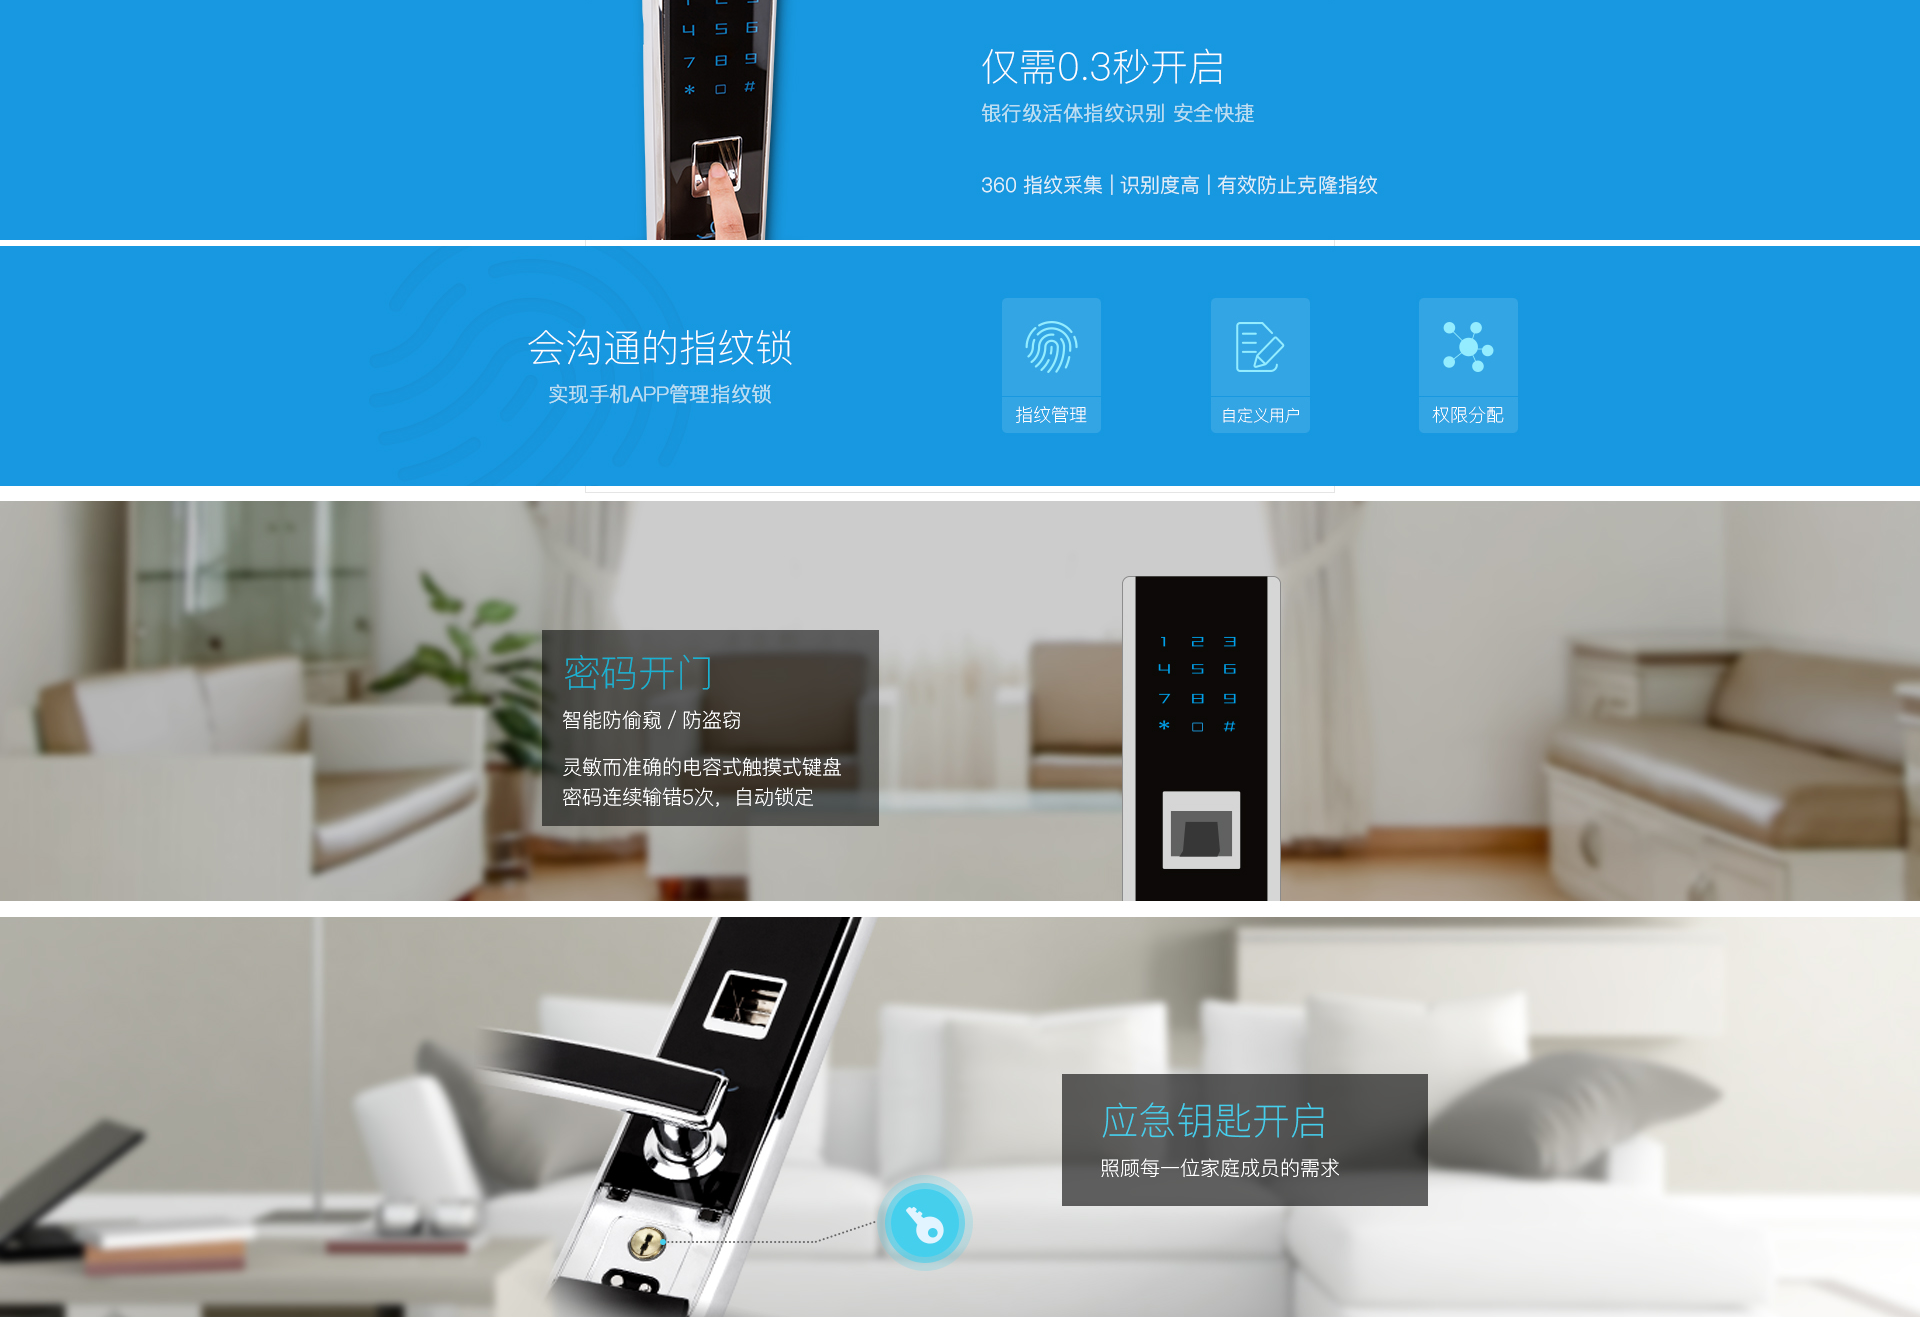 4 5 6
7 8 9
* 0 #
仅需0.3秒开启
银行级活体指纹识别 安全快捷
360 指纹采集 | 识别度高 | 有效防止克隆指纹
会沟通的指纹锁
实现手机APP管理指纹锁
指纹管理
自定义用户
权限分配
密码开门
智能防偷窥 / 防盗窃
灵敏而准确的电容式触摸式键盘
密码连续输错5次，自动锁定
1 2 3
4 5 6
7 8 9
* 0 #
应急钥匙开启
照顾每一位家庭成员的需求